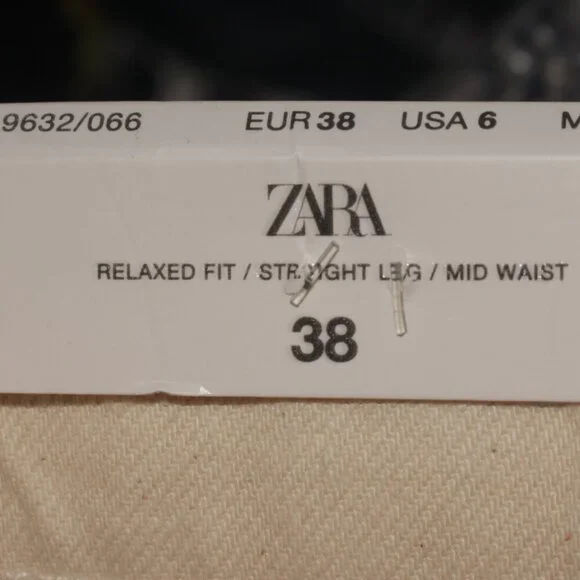 9632/066 EUR 38 USA 6 M
ZARA
RELAXED FIT / STRAIGHT LEG / MID WAIST
38